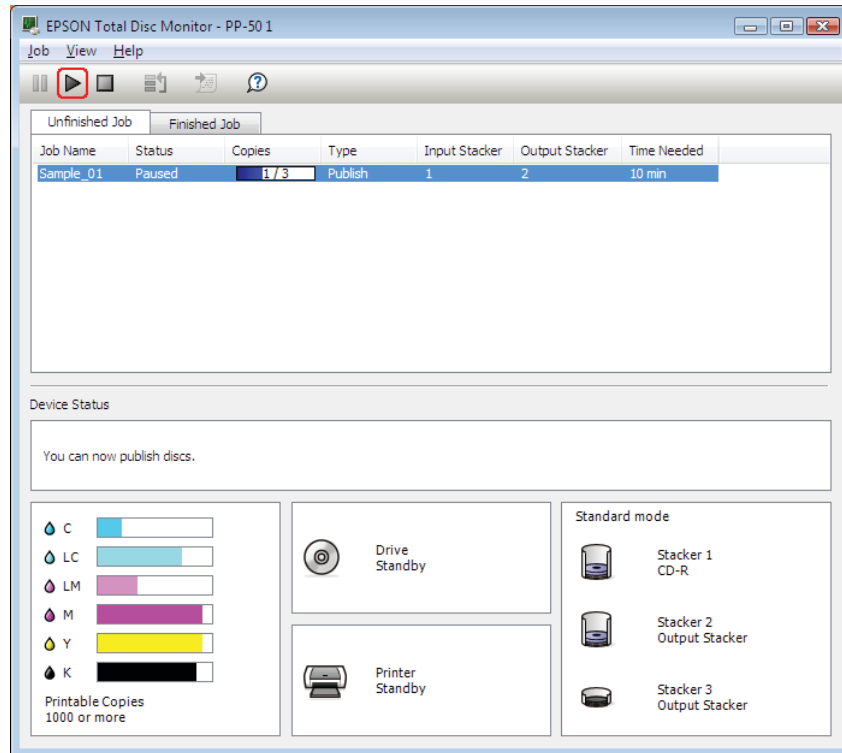 EPSON Total Disc Monitor - PP-50 1
Job View Help
Unfinished Job Finished Job
Job Name Status Copies Type Input Stacker Output Stacker Time Needed
Sample_01 Paused 1 / 3 Publish 1 2 10 min
Device Status
You can now publish discs.
C
LC
LM
M
Y
K
Printable Copies
1000 or more
Drive
Standby
Printer
Standby
Standard mode
Stacker 1
CD-R
Stacker 2
Output Stacker
Stacker 3
Output Stacker